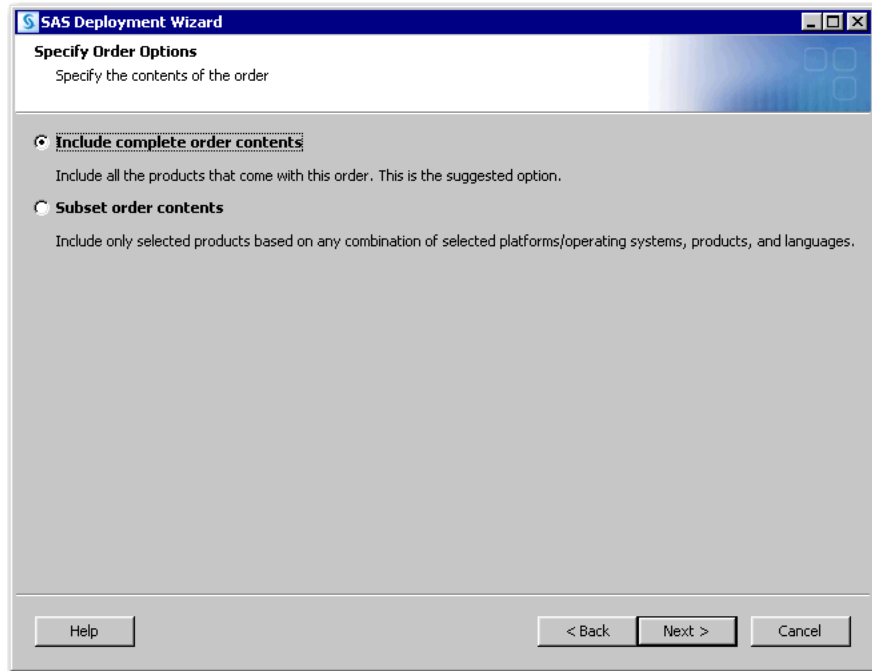 SAS Deployment Wizard
Specify Order Options
Specify the contents of the order
Include complete order contents
Include all the products that come with this order. This is the suggested option.
Subset order contents
Include only selected products based on any combination of selected platforms/operating systems, products, and languages.
Help
< Back
Next >
Cancel